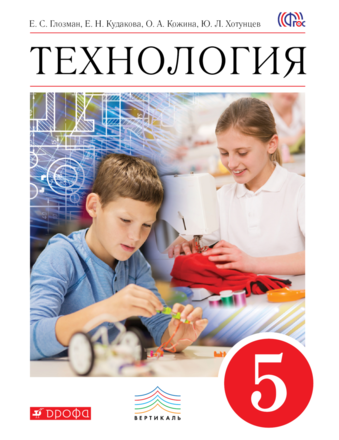 Е. С. Глозман, Е. Н. Кудакова, О. А. Кожина, Ю. Л. Хотунцев
ФГОС
ТЕХНОЛОГИЯ
дрофа
ВЕРТИКАЛЬ
5